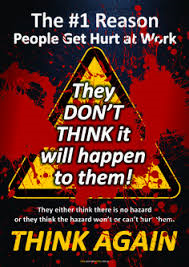 The #1 Reason
People Get Hurt at Work
They
DON'T
THINK it
will happen
to them!
They either think there is no hazard
or they think the hazard won't or can't hurt them.
THINK AGAIN